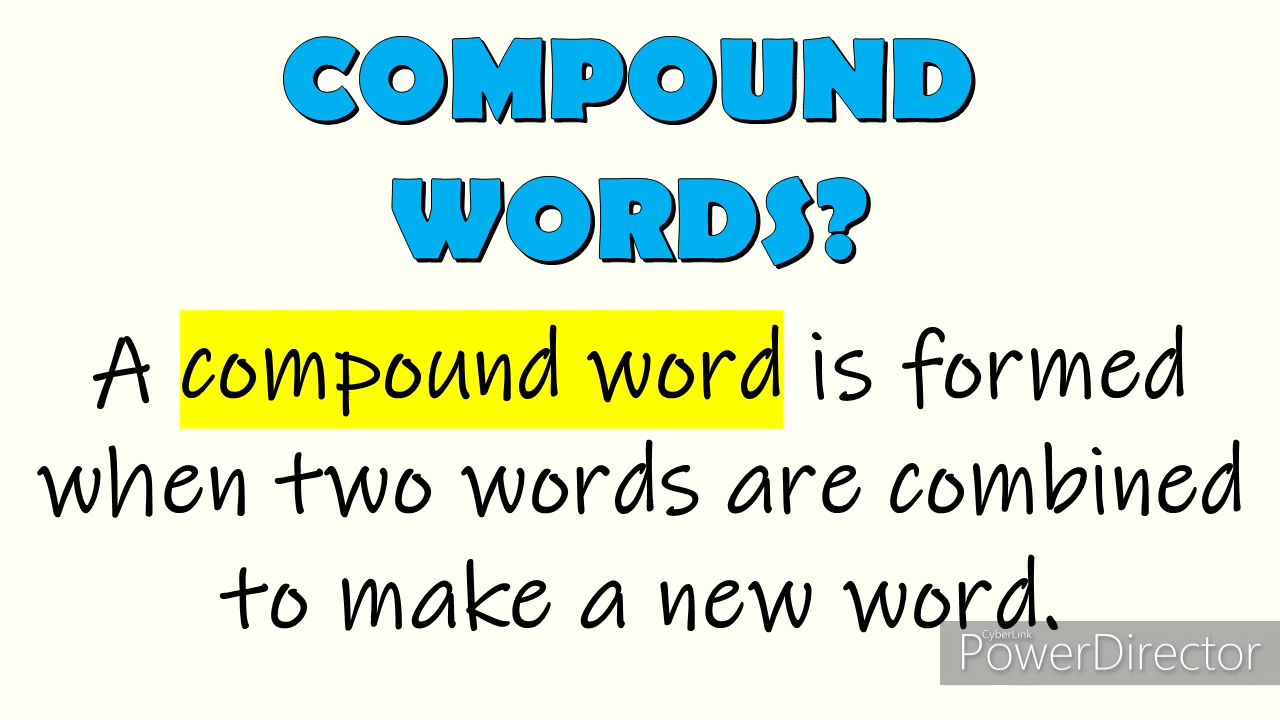 COMPOUND
WORDS?
A compound word is formed
when two words are combined
to make a new word.
CyberLink
PowerDirector